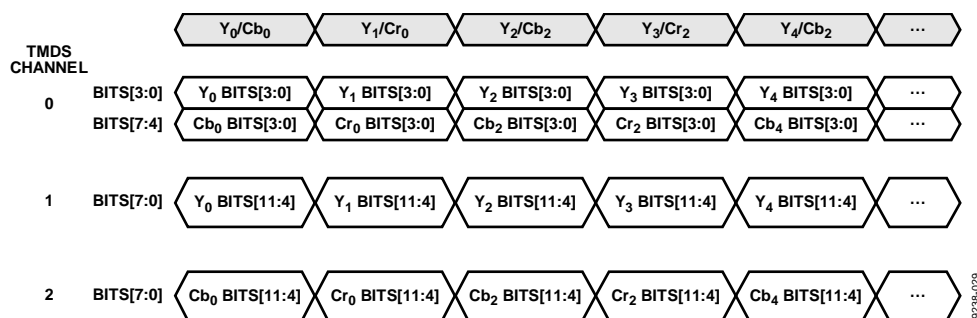 Y0/Cb0 Y1/Cr0 Y2/Cb2 Y3/Cr2 Y4/Cb2 ...
TMDS
CHANNEL
0 BITS[3:0] Y0 BITS[3:0] Y1 BITS[3:0] Y2 BITS[3:0] Y3 BITS[3:0] Y4 BITS[3:0] ...
BITS[7:4] Cb0 BITS[3:0] Cr0 BITS[3:0] Cb2 BITS[3:0] Cr2 BITS[3:0] Cb4 BITS[3:0] ...
1 BITS[7:0] Y0 BITS[11:4] Y1 BITS[11:4] Y2 BITS[11:4] Y3 BITS[11:4] Y4 BITS[11:4] ...
2 BITS[7:0] Cb0 BITS[11:4] Cr0 BITS[11:4] Cb2 BITS[11:4] Cr2 BITS[11:4] Cb4 BITS[11:4] ...